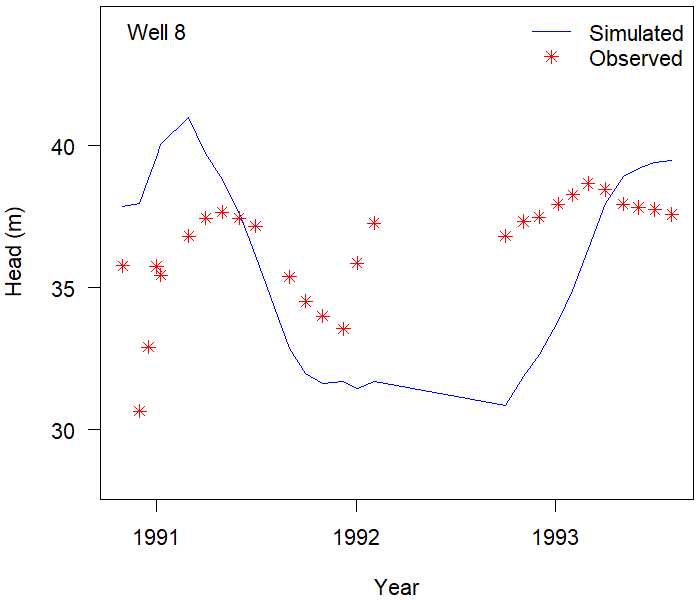 Well 8
Simulated
Observed
40
35
30
Head (m)
1991 1992 1993
Year